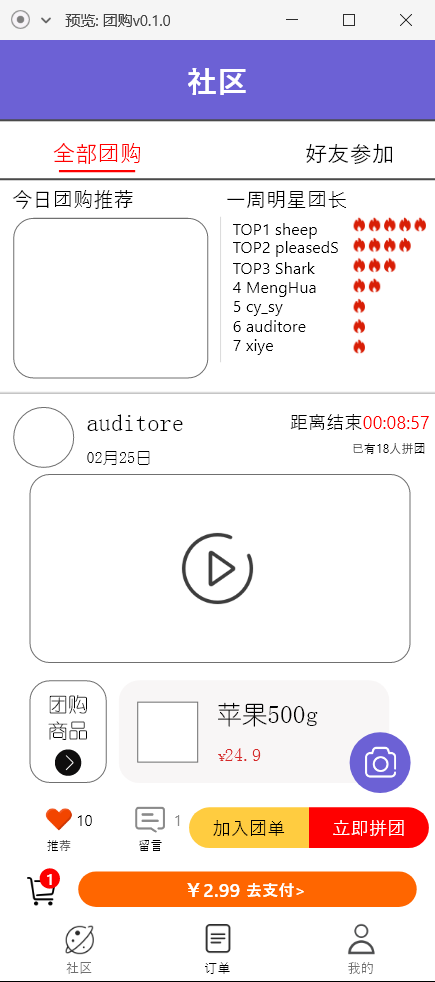 预览: 团购v0.1.0
社区
全部团购 好友参加
今日团购推荐
一周明星团长
TOP1 sheep
TOP2 pleasedS
TOP3 Shark
4 MengHua
5 cy_sy
6 auditore
7 xiye
auditore
02月25日
距离结束00:08:57
已有18人拼团
团购
商品
苹果500g
¥24.9
10
推荐
1
留言
加入团单
立即拼团
1
￥2.99 去支付>
社区 订单 我的